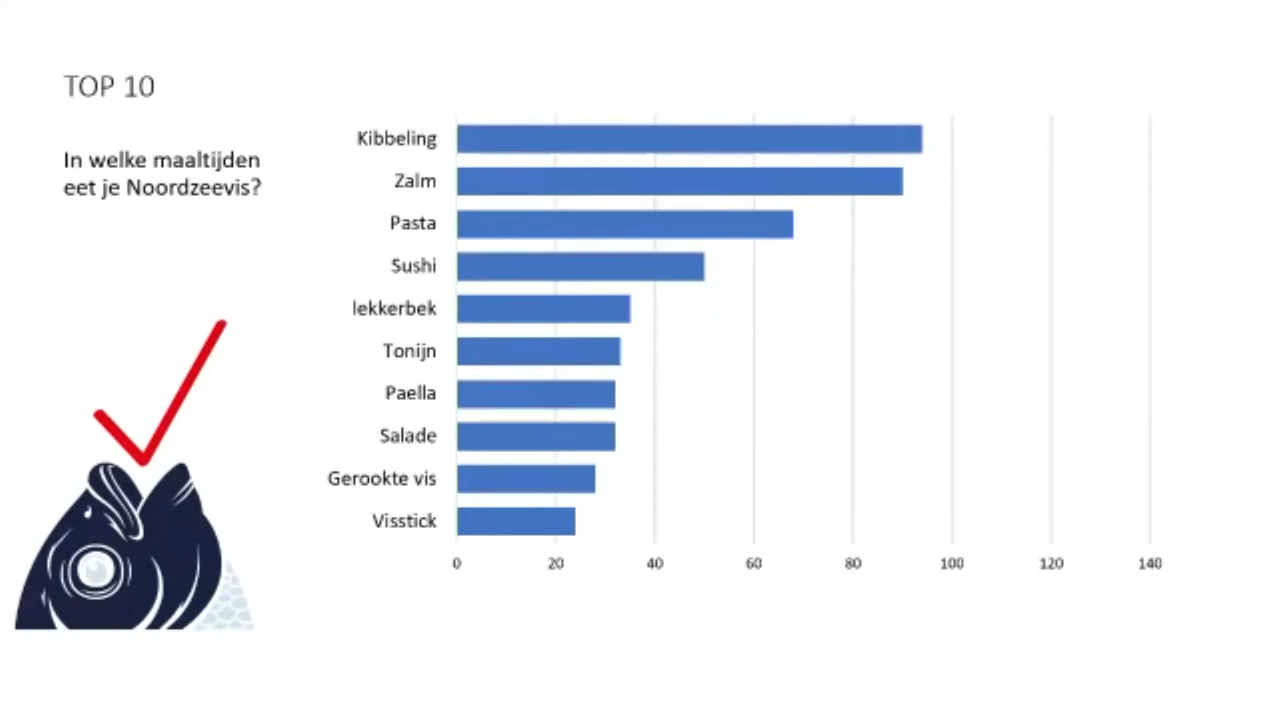 TOP 10
In welke maaltijden
eet je Noordzeevis?
Kibbeling
Zalm
Pasta
Sushi
lekkerbek
Tonijn
Paella
Salade
Gerookte vis
Visstick
0 20 40 60 80 100 120 140